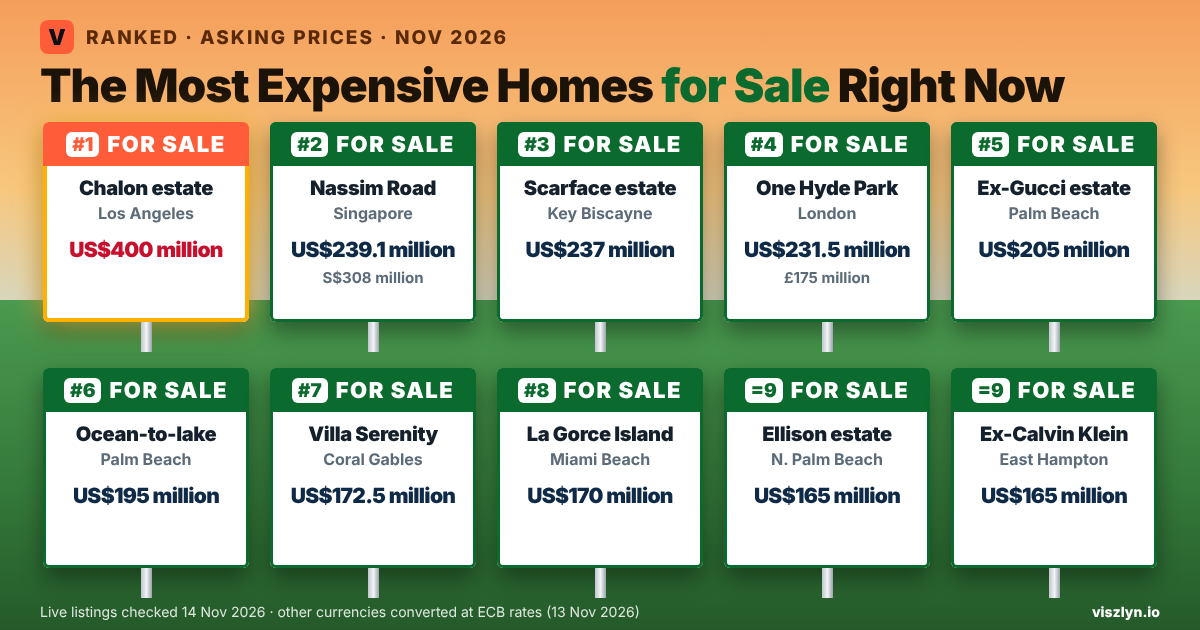 V RANKED · ASKING PRICES · NOV 2026
The Most Expensive Homes for Sale Right Now
#1 FOR SALE
Chalon estate
Los Angeles
US$400 million
#2 FOR SALE
Nassim Road
Singapore
US$239.1 million
S$308 million
#3 FOR SALE
Scarface estate
Key Biscayne
US$237 million
#4 FOR SALE
One Hyde Park
London
US$231.5 million
£175 million
#5 FOR SALE
Ex-Gucci estate
Palm Beach
US$205 million
#6 FOR SALE
Ocean-to-lake
Palm Beach
US$195 million
#7 FOR SALE
Villa Serenity
Coral Gables
US$172.5 million
#8 FOR SALE
La Gorce Island
Miami Beach
US$170 million
=9 FOR SALE
Ellison estate
N. Palm Beach
US$165 million
=9 FOR SALE
Ex-Calvin Klein
East Hampton
US$165 million
Live listings checked 14 Nov 2026 · other currencies converted at ECB rates (13 Nov 2026)
viszlyn.io